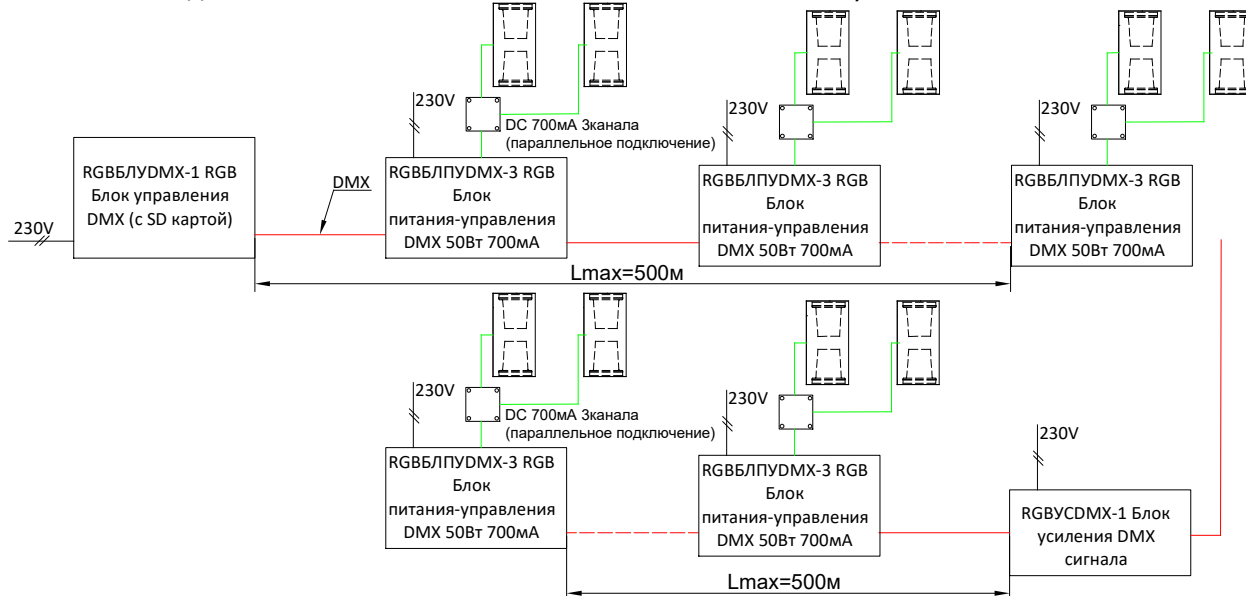 230V
RGBБЛУDMX-1 RGB
Блок управления
DMX (с SD картой)
DMX
230V
DC 700мА 3канала
(параллельное подключение)
RGBБЛПУDMX-3 RGB
Блок
питания-управления
DMX 50Вт 700мА
230V
RGBБЛПУDMX-3 RGB
Блок
питания-управления
DMX 50Вт 700мА
230V
RGBБЛПУDMX-3 RGB
Блок
питания-управления
DMX 50Вт 700мА
Lmax=500м
230V
DC 700мА 3канала
(параллельное подключение)
RGBБЛПУDMX-3 RGB
Блок
питания-управления
DMX 50Вт 700мА
230V
RGBБЛПУDMX-3 RGB
Блок
питания-управления
DMX 50Вт 700мА
230V
RGBУСDMX-1 Блок
усиления DMX
сигнала
Lmax=500м